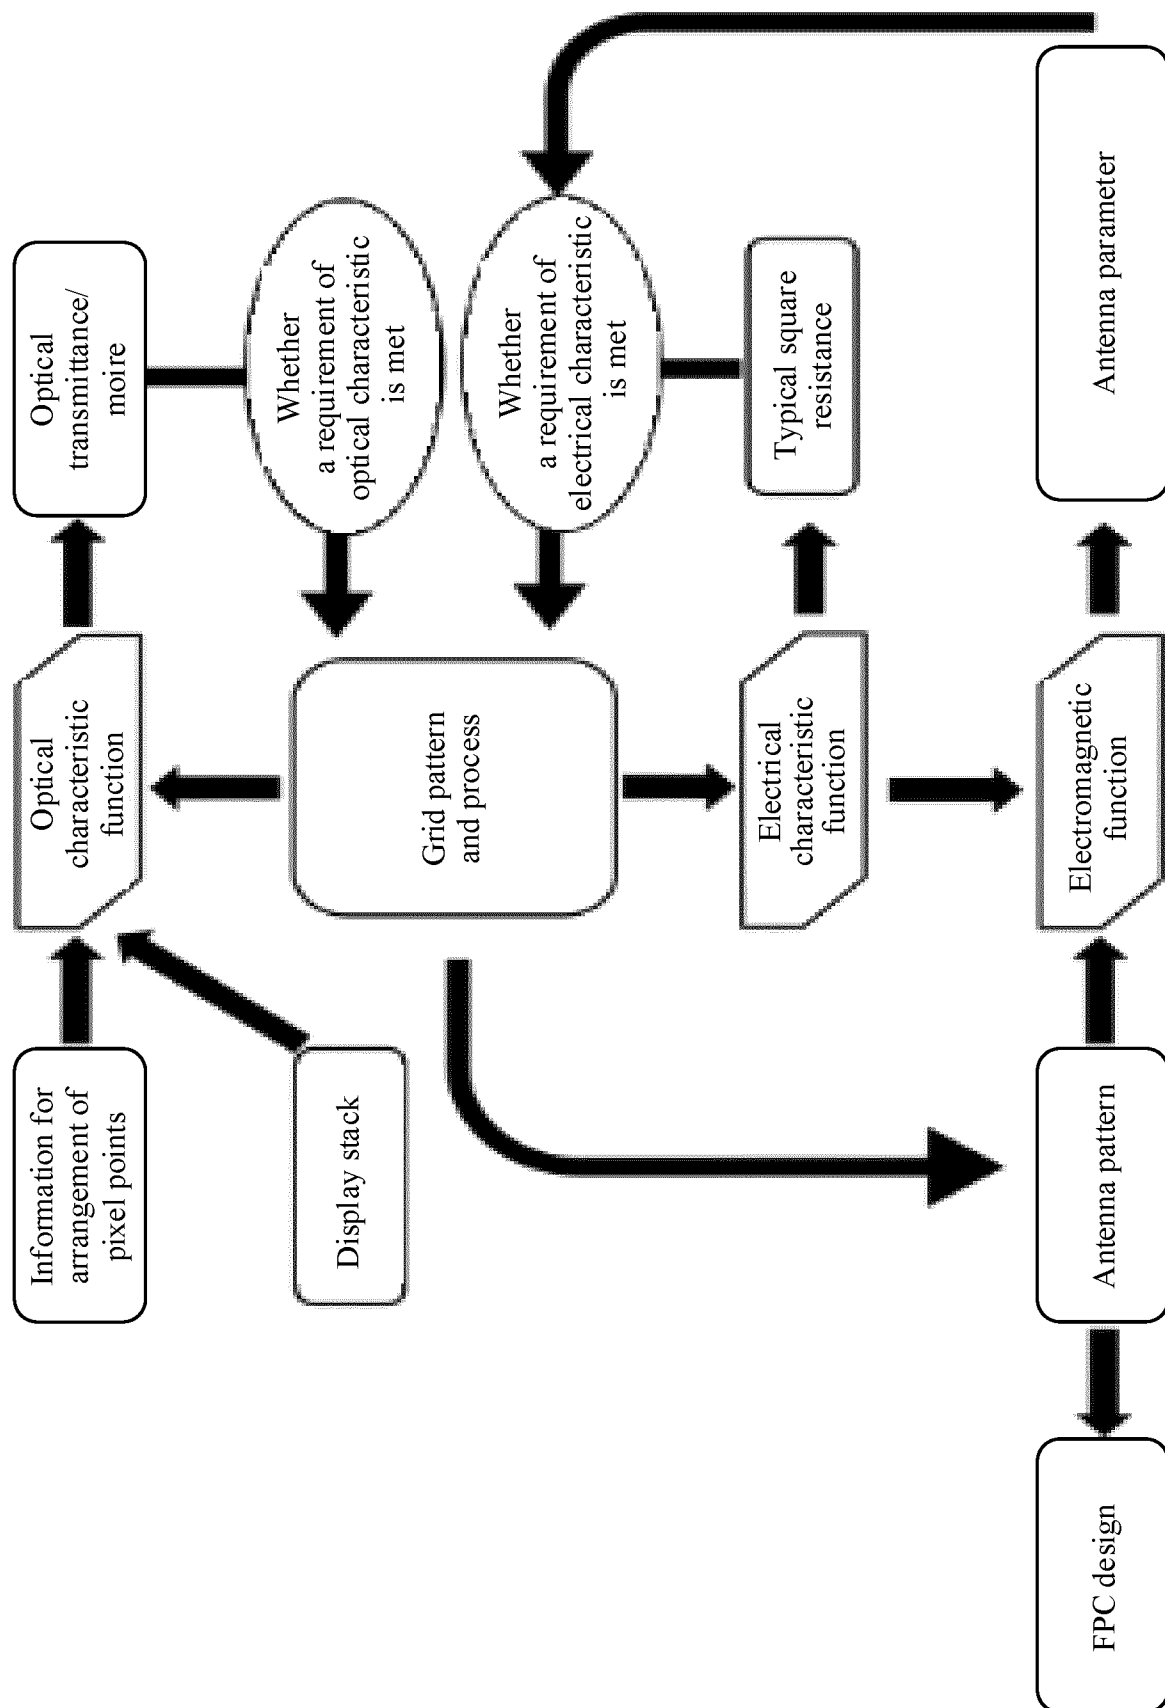 Information for
arrangement of
pixel points
Optical
characteristic
function
Optical
transmittance/
moire
Display stack
Whether
a requirement of
optical characteristic
is met
Grid pattern
and process
Whether
a requirement of
electrical characteristic
is met
Electrical
characteristic
function
Typical square
resistance
FPC design
Antenna pattern
Electromagnetic
function
Antenna parameter